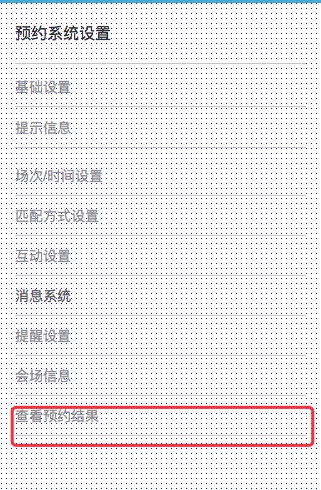 预约系统设置
基础设置
提示信息
场次/时间设置
匹配方式设置
互动设置
消息系统
提醒设置
会场信息
查看预约结果